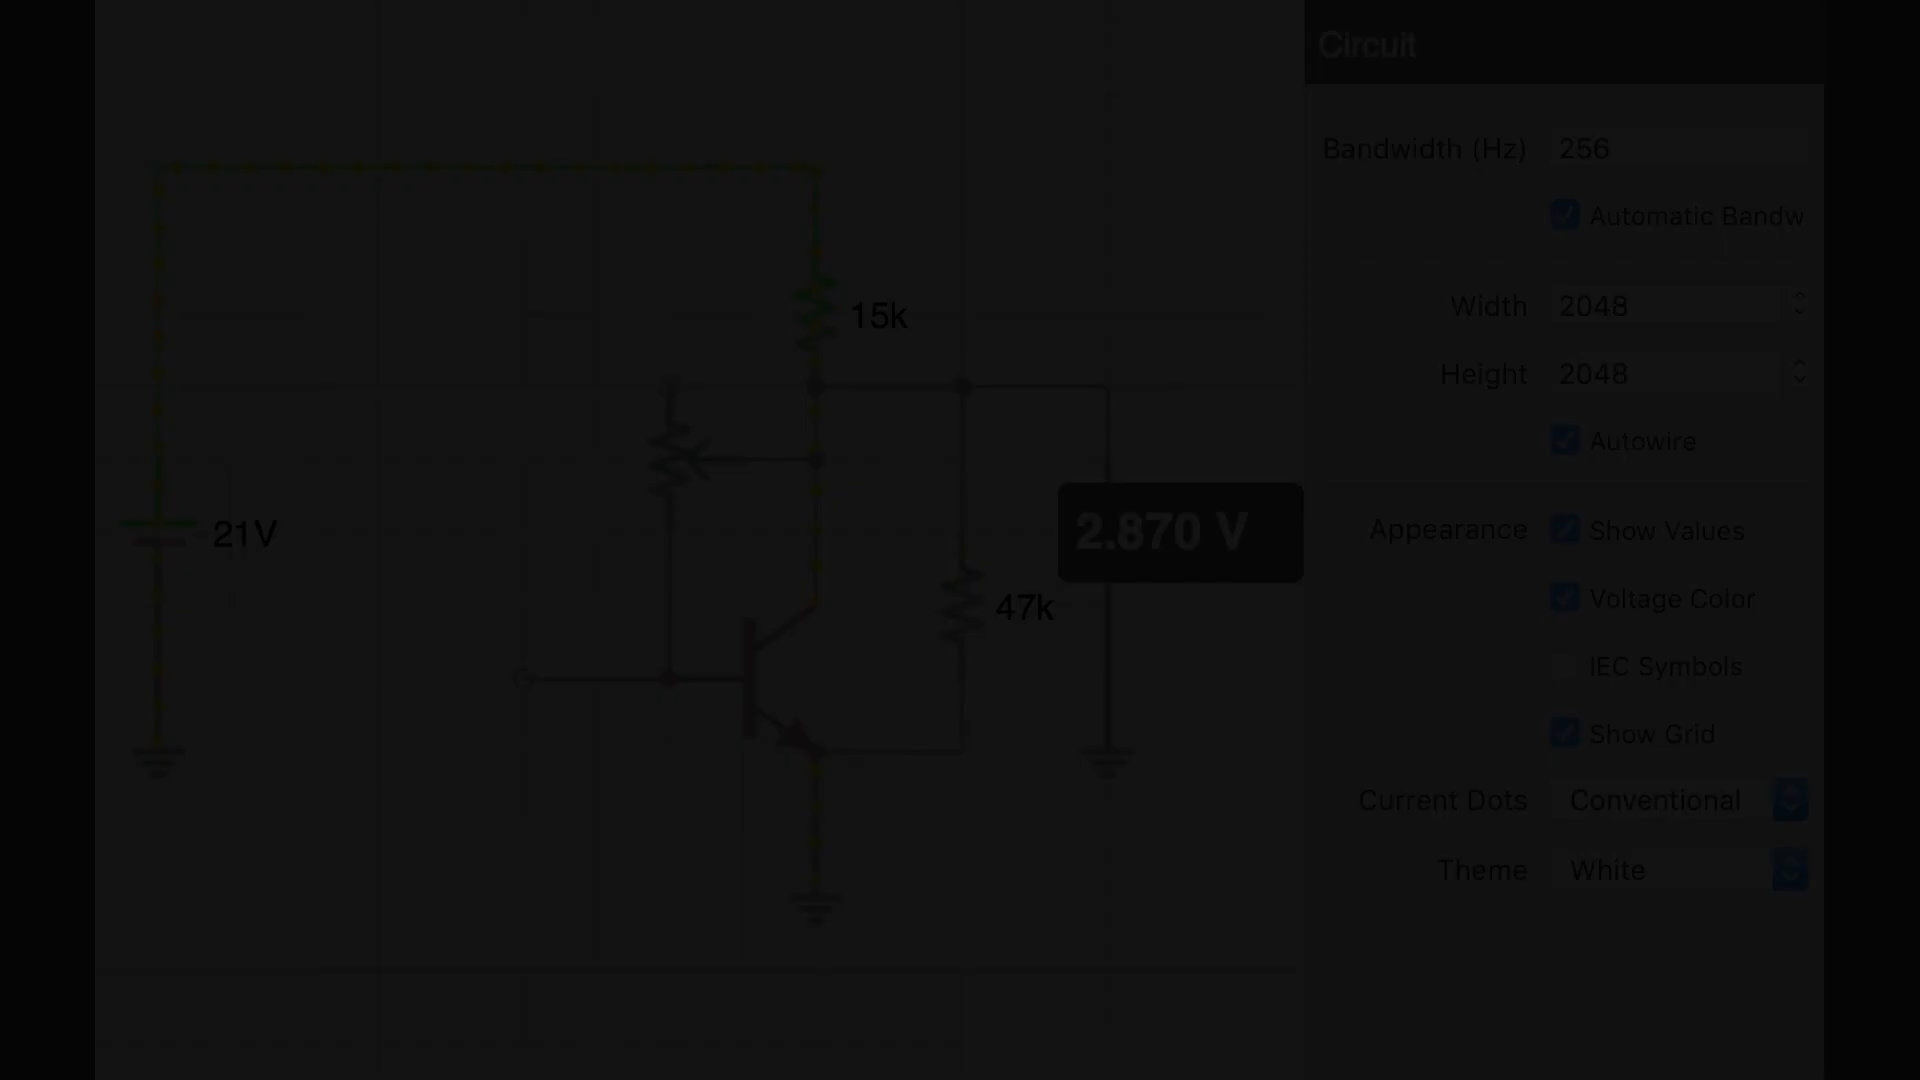 Circuit
Bandwidth (Hz) 256
Automatic Bandw
15k
Width 2048
Height 2048
Autowire
21V
2.870 V
Appearance Show Values
47k
Voltage Color
IEC Symbols
Show Grid
Current Dots Conventional
Theme White